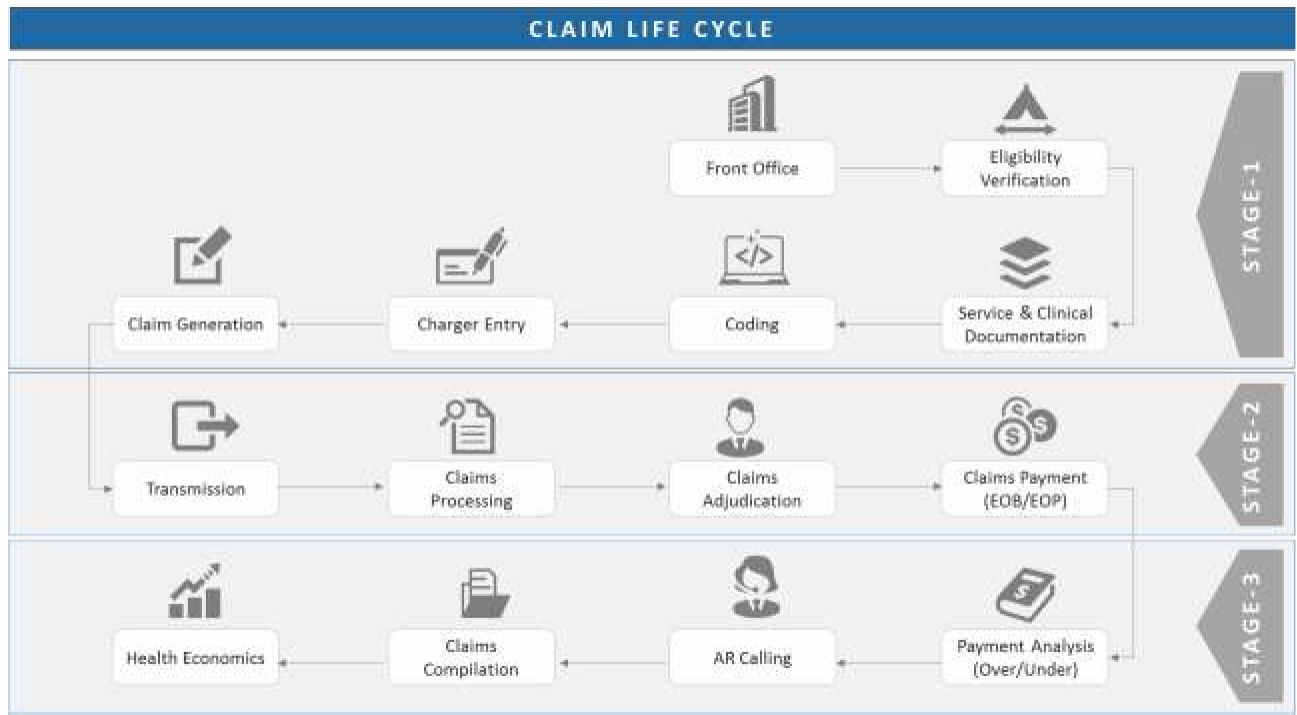 CLAIM LIFE CYCLE
Front Office
Eligibility
Verification
STAGE-1
Claim Generation
Charger Entry
Coding
Service & Clinical
Documentation
Transmission
Claims
Processing
Claims
Adjudication
Claims Payment
(EOB/EOP)
STAGE-2
Health Economics
Claims
Compilation
AR Calling
Payment Analysis
(Over/Under)
STAGE-3